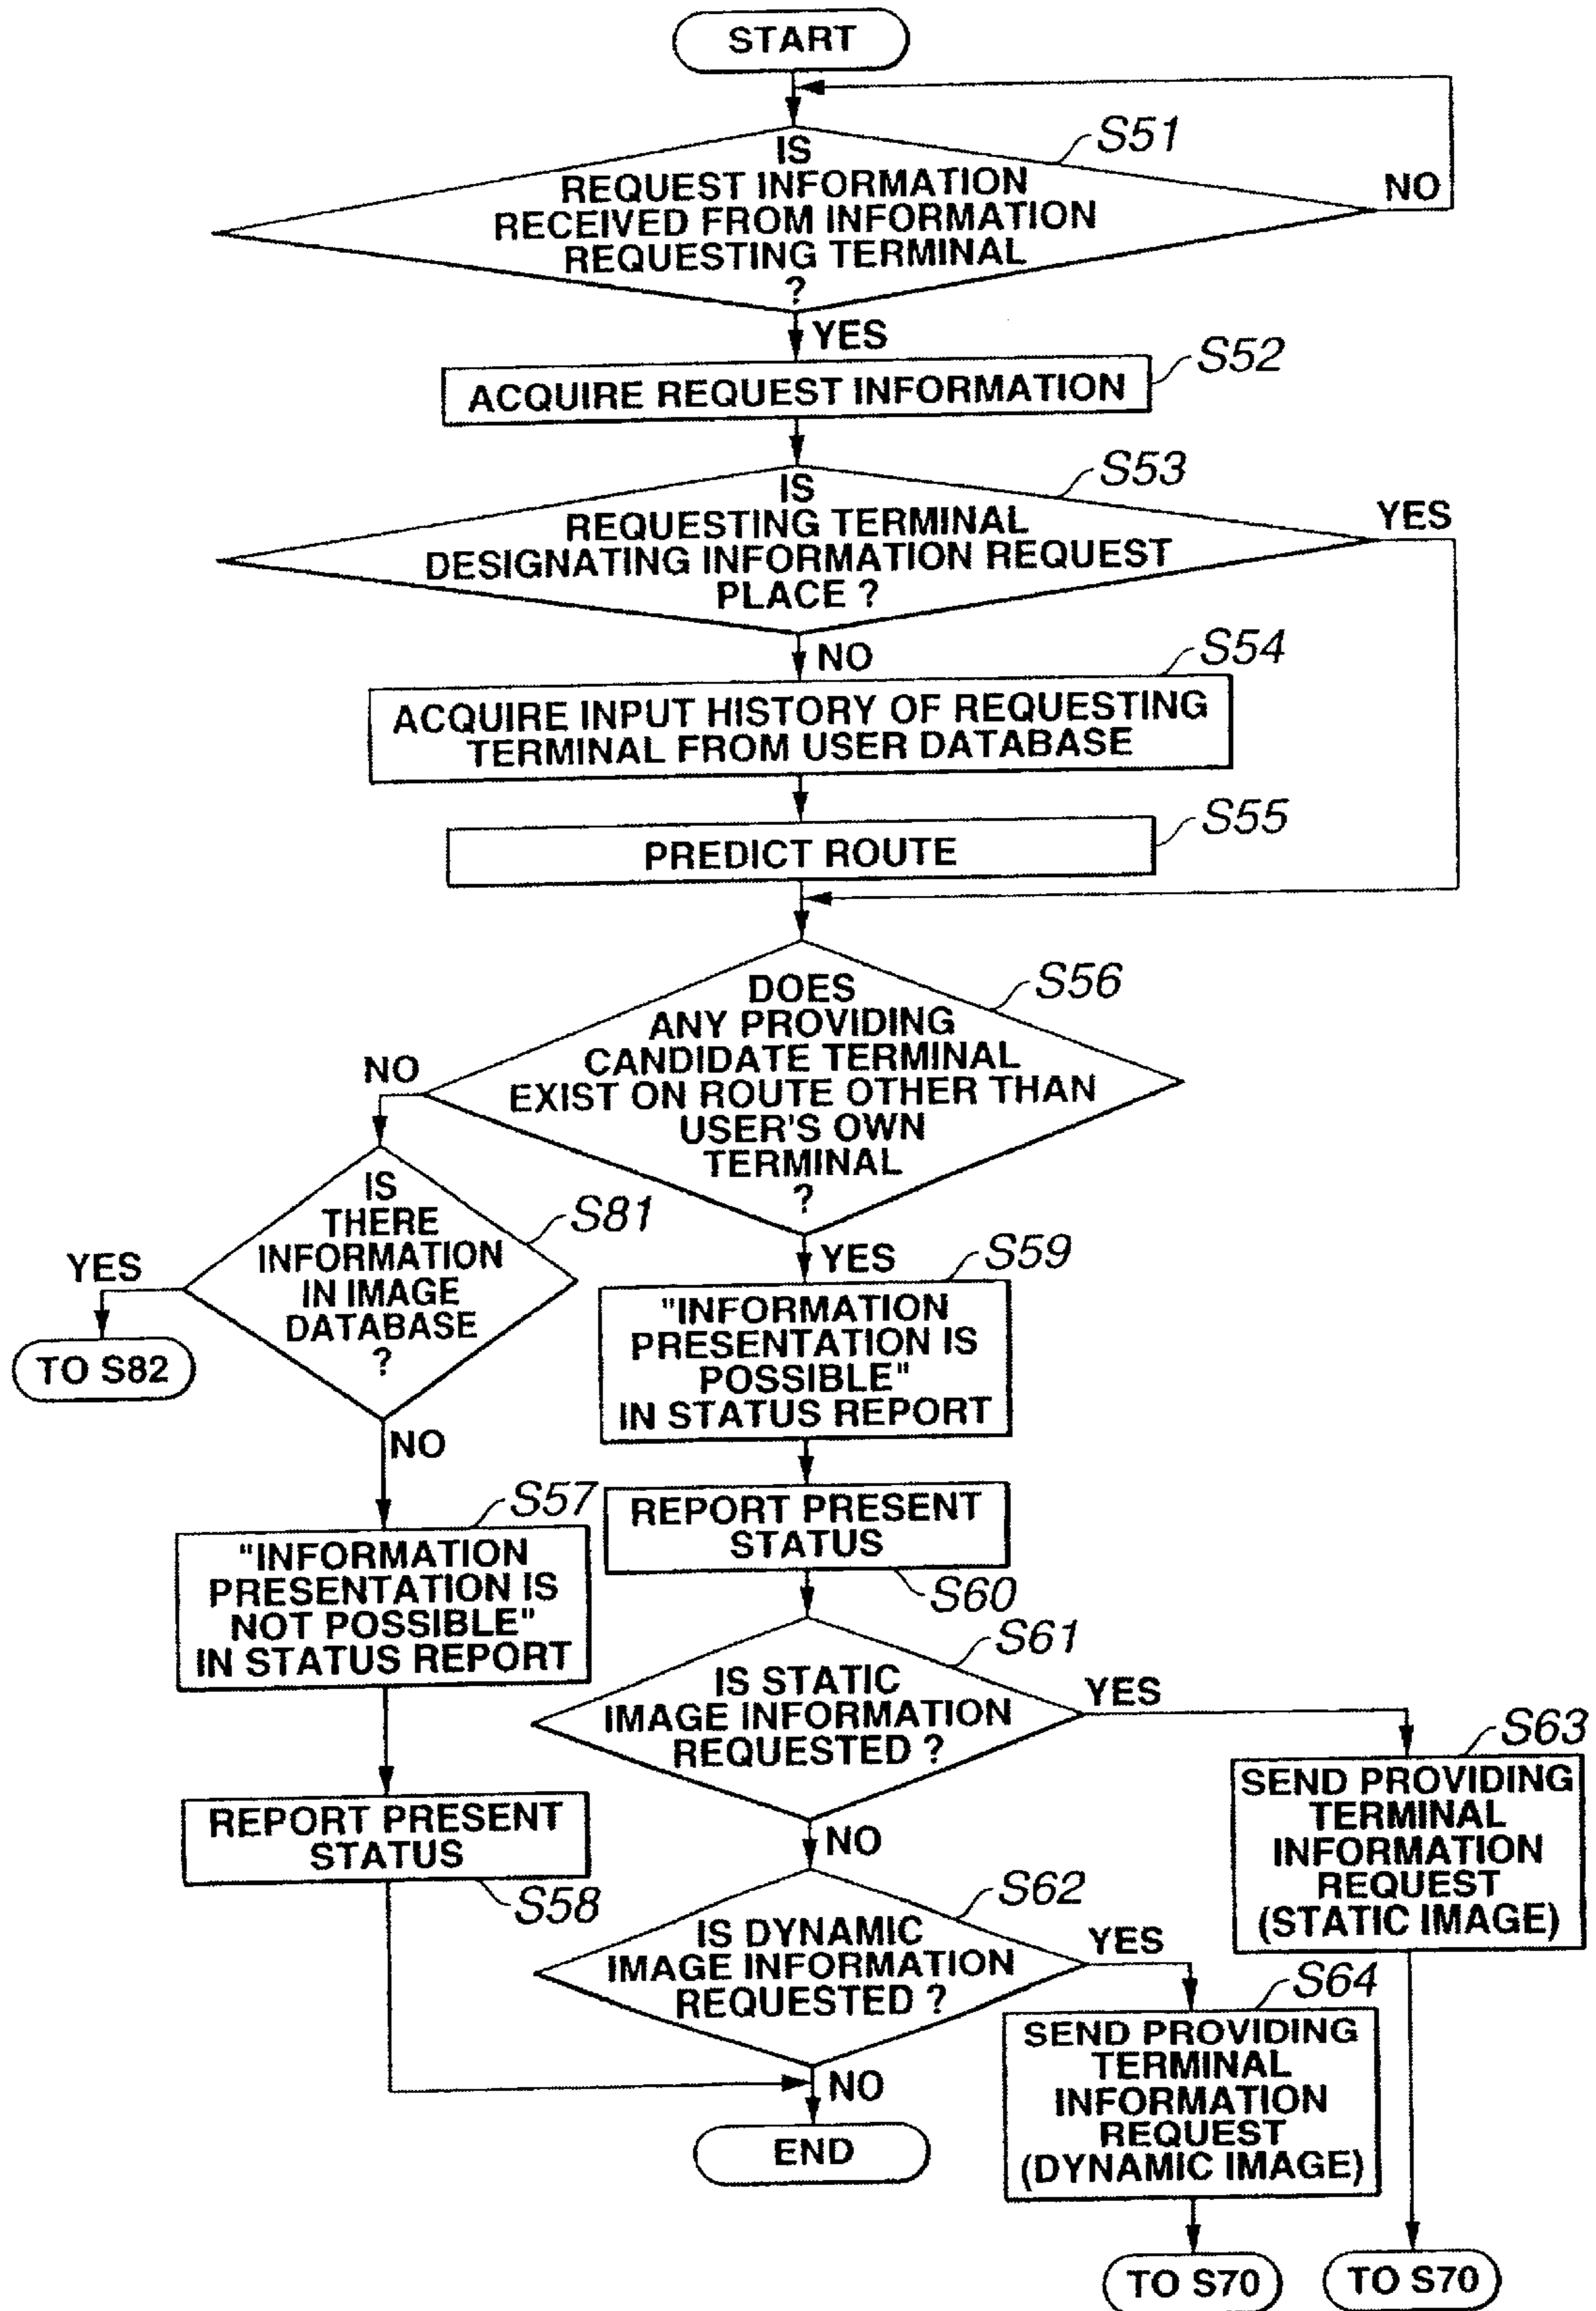 START
S51
IS
REQUEST INFORMATION
RECEIVED FROM INFORMATION
REQUESTING TERMINAL
?
NO
YES
S52
ACQUIRE REQUEST INFORMATION
S53
IS
REQUESTING TERMINAL
DESIGNATING INFORMATION REQUEST
PLACE ?
YES
NO
S54
ACQUIRE INPUT HISTORY OF REQUESTING
TERMINAL FROM USER DATABASE
S55
PREDICT ROUTE
S56
DOES
ANY PROVIDING
CANDIDATE TERMINAL
EXIST ON ROUTE OTHER THAN
USER'S OWN
TERMINAL
?
NO
S81
IS
THERE
INFORMATION
IN IMAGE
DATABASE
?
YES
TO S82
NO
YES
S59
"INFORMATION
PRESENTATION IS
POSSIBLE"
IN STATUS REPORT
S57
"INFORMATION
PRESENTATION IS
NOT POSSIBLE"
IN STATUS REPORT
REPORT PRESENT
STATUS
S60
S61
IS STATIC
IMAGE INFORMATION
REQUESTED ?
YES
S63
SEND PROVIDING
TERMINAL
INFORMATION
REQUEST
(STATIC IMAGE)
NO
REPORT PRESENT
STATUS
S58
S62
IS DYNAMIC
IMAGE INFORMATION
REQUESTED ?
YES
S64
SEND PROVIDING
TERMINAL
INFORMATION
REQUEST
(DYNAMIC IMAGE)
NO
END
TO S70
TO S70